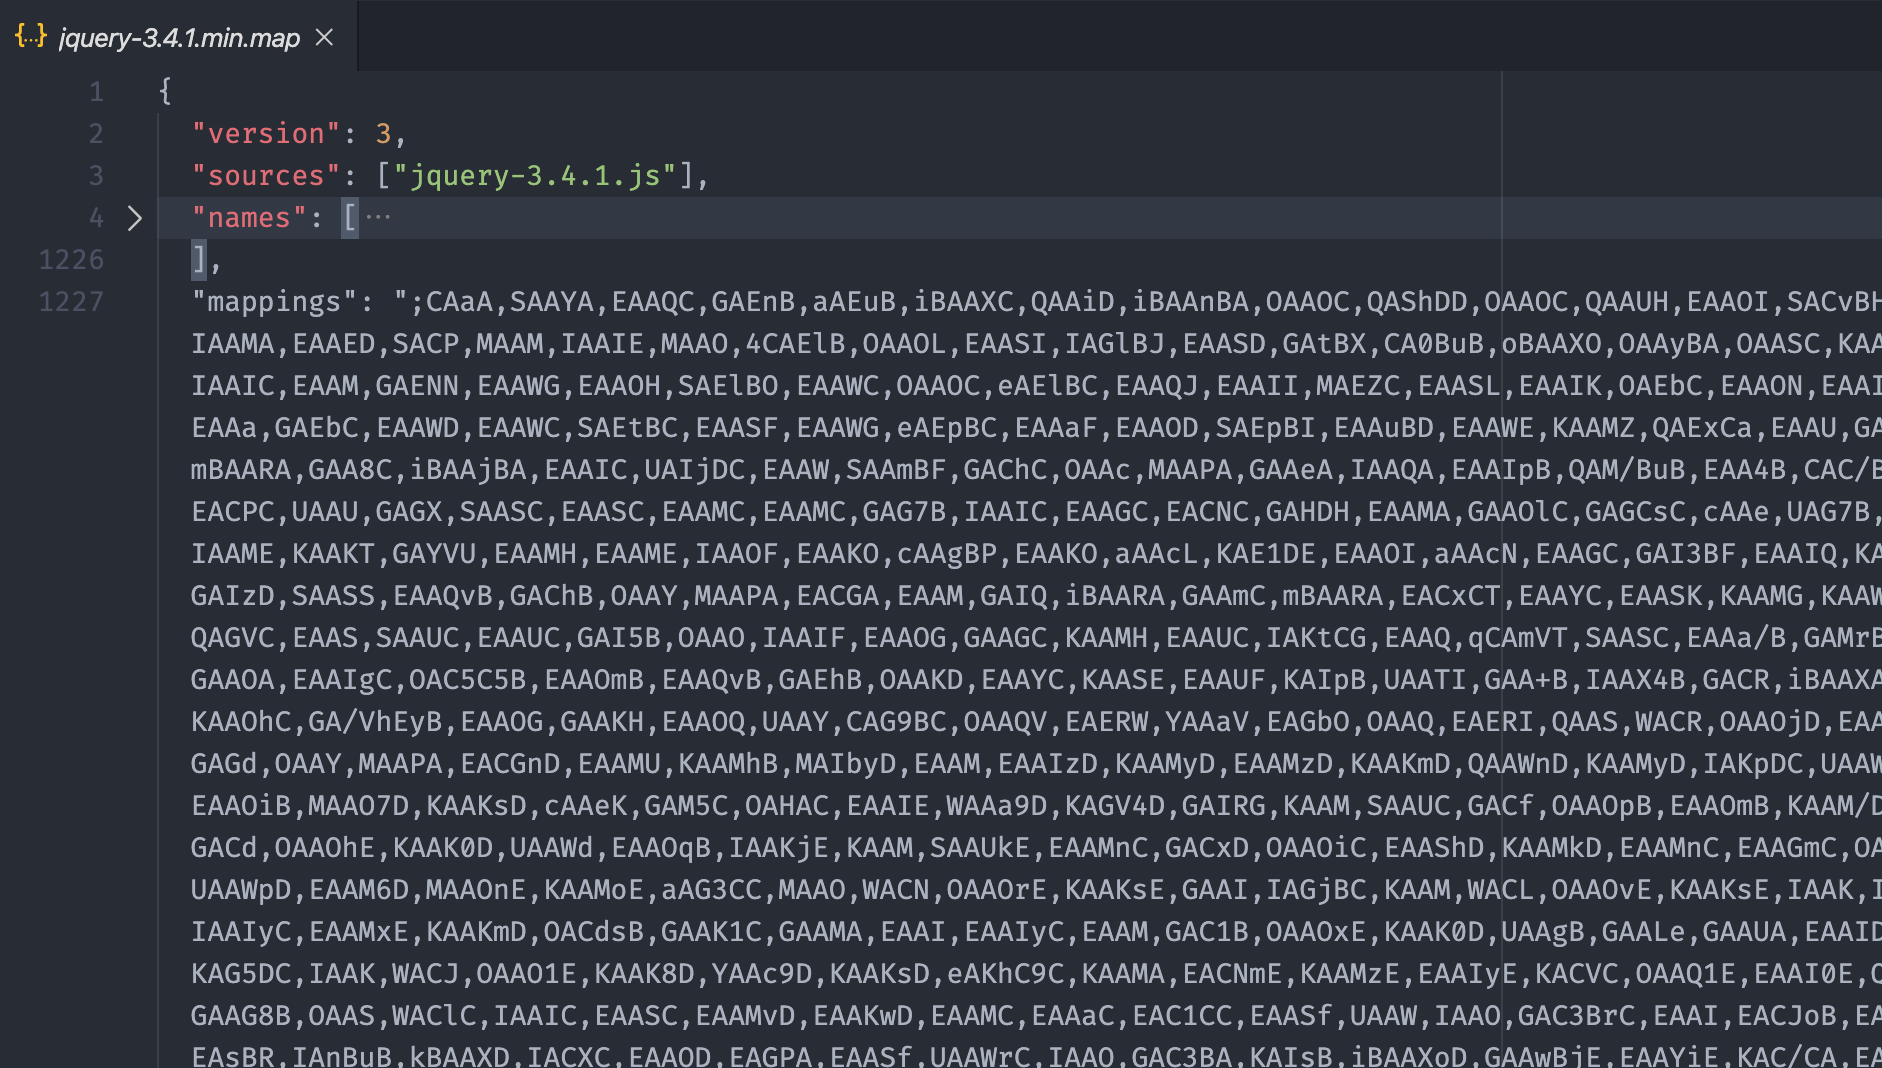 {…} jquery-3.4.1.min.map ×
1 {
2 "version": 3,
3 "sources": ["jquery-3.4.1.js"],
4 > "names": [ ···
1226 ],
1227 "mappings": ";CAaA,SAAYA,EAAQC,GAEnB,aAEuB,iBAAXC,QAAiD,iBAAnBA,OAAOC,QAShDD,OAAOC,QAAUH,EAAOI,SACvBH
IAAMA,EAAED,SACP,MAAM,IAAIE,MAAO,4CAElB,OAAOL,EAASI,IAGlBJ,EAASD,GAtBX,CA0BuB,oBAAXO,OAAyBA,OAASC,KAA
IAAIC,EAAM,GAENN,EAAWG,EAAOH,SAElBO,EAAWC,OAAOC,eAElBC,EAAQJ,EAAII,MAEZC,EAASL,EAAIK,OAEbC,EAAON,EAAI
EAAa,GAEbC,EAAWD,EAAWC,SAEtBC,EAASF,EAAWG,eAEpBC,EAAaF,EAAOD,SAEpBI,EAAuBD,EAAWE,KAAMZ,QAExCa,EAAU,GA
mBAARA,GAA8C,iBAAjBA,EAAIC,UAIjDC,EAAW,SAAmBF,GAChC,OAAc,MAAPA,GAAeA,IAAQA,EAAIpB,QAM/BuB,EAA4B,CAC/B
EACPC,UAAU,GAGX,SAASC,EAASC,EAAMC,EAAMC,GAG7B,IAAIC,EAAGC,EACNC,GAHDH,EAAMA,GAAOlC,GAGCsC,cAAe,UAG7B,
IAAME,KAAKT,GAYVU,EAAMH,EAAME,IAAOF,EAAKO,cAAgBP,EAAKO,aAAcL,KAE1DE,EAAOI,aAAcN,EAAGC,GAI3BF,EAAIQ,KA
GAIzD,SAASS,EAAQvB,GAChB,OAAY,MAAPA,EACGA,EAAM,GAIQ,iBAARA,GAAmC,mBAARA,EACxCT,EAAYC,EAASK,KAAMG,KAAW
QAGVC,EAAS,SAAUC,EAAUC,GAI5B,OAAO,IAAIF,EAAOG,GAAGC,KAAMH,EAAUC,IAKtCG,EAAQ,qCAmVT,SAASC,EAAa/B,GAMrB
GAAOA,EAAIgC,OAC5C5B,EAAOmB,EAAQvB,GAEhB,OAAKD,EAAYC,KAASE,EAAUF,KAIpB,UAATI,GAA+B,IAAX4B,GACR,iBAAXA
KAAOhC,GA/VhEyB,EAAOG,GAAKH,EAAOQ,UAAY,CAG9BC,OAAQV,EAERW,YAAaV,EAGbO,OAAQ,EAERI,QAAS,WACR,OAAOjD,EAA
GAGd,OAAY,MAAPA,EACGnD,EAAMU,KAAMhB,MAIbyD,EAAM,EAAIzD,KAAMyD,EAAMzD,KAAKmD,QAAWnD,KAAMyD,IAKpDC,UAAW
EAAOiB,MAAO7D,KAAKsD,cAAeK,GAM5C,OAHAC,EAAIE,WAAa9D,KAGV4D,GAIRG,KAAM,SAAUC,GACf,OAAOpB,EAAOmB,KAAM/D
GACd,OAAOhE,KAAK0D,UAAWd,EAAOqB,IAAKjE,KAAM,SAAUkE,EAAMnC,GACxD,OAAOiC,EAAShD,KAAMkD,EAAMnC,EAAGmC,OA
UAAWpD,EAAM6D,MAAOnE,KAAMoE,aAG3CC,MAAO,WACN,OAAOrE,KAAKsE,GAAI,IAGjBC,KAAM,WACL,OAAOvE,KAAKsE,IAAK,I
IAAIyC,EAAMxE,KAAKmD,OACdsB,GAAK1C,GAAMA,EAAI,EAAIyC,EAAM,GAC1B,OAAOxE,KAAK0D,UAAgB,GAALe,GAAUA,EAAID
KAG5DC,IAAK,WACJ,OAAO1E,KAAK8D,YAAc9D,KAAKsD,eAKhC9C,KAAMA,EACNmE,KAAMzE,EAAIyE,KACVC,OAAQ1E,EAAI0E,Q
GAAG8B,OAAS,WAClC,IAAIC,EAASC,EAAMvD,EAAKwD,EAAMC,EAAaC,EAC1CC,EAASf,UAAW,IAAO,GAC3BrC,EAAI,EACJoB,EA
EAsBR,IAnBuB,kBAAXD,IACXC,EAAOD,EAGPA,EAASf,UAAWrC,IAAO,GAC3BA,KAIsB,iBAAXoD,GAAwBjE,EAAYiE,KAC/CA,EA